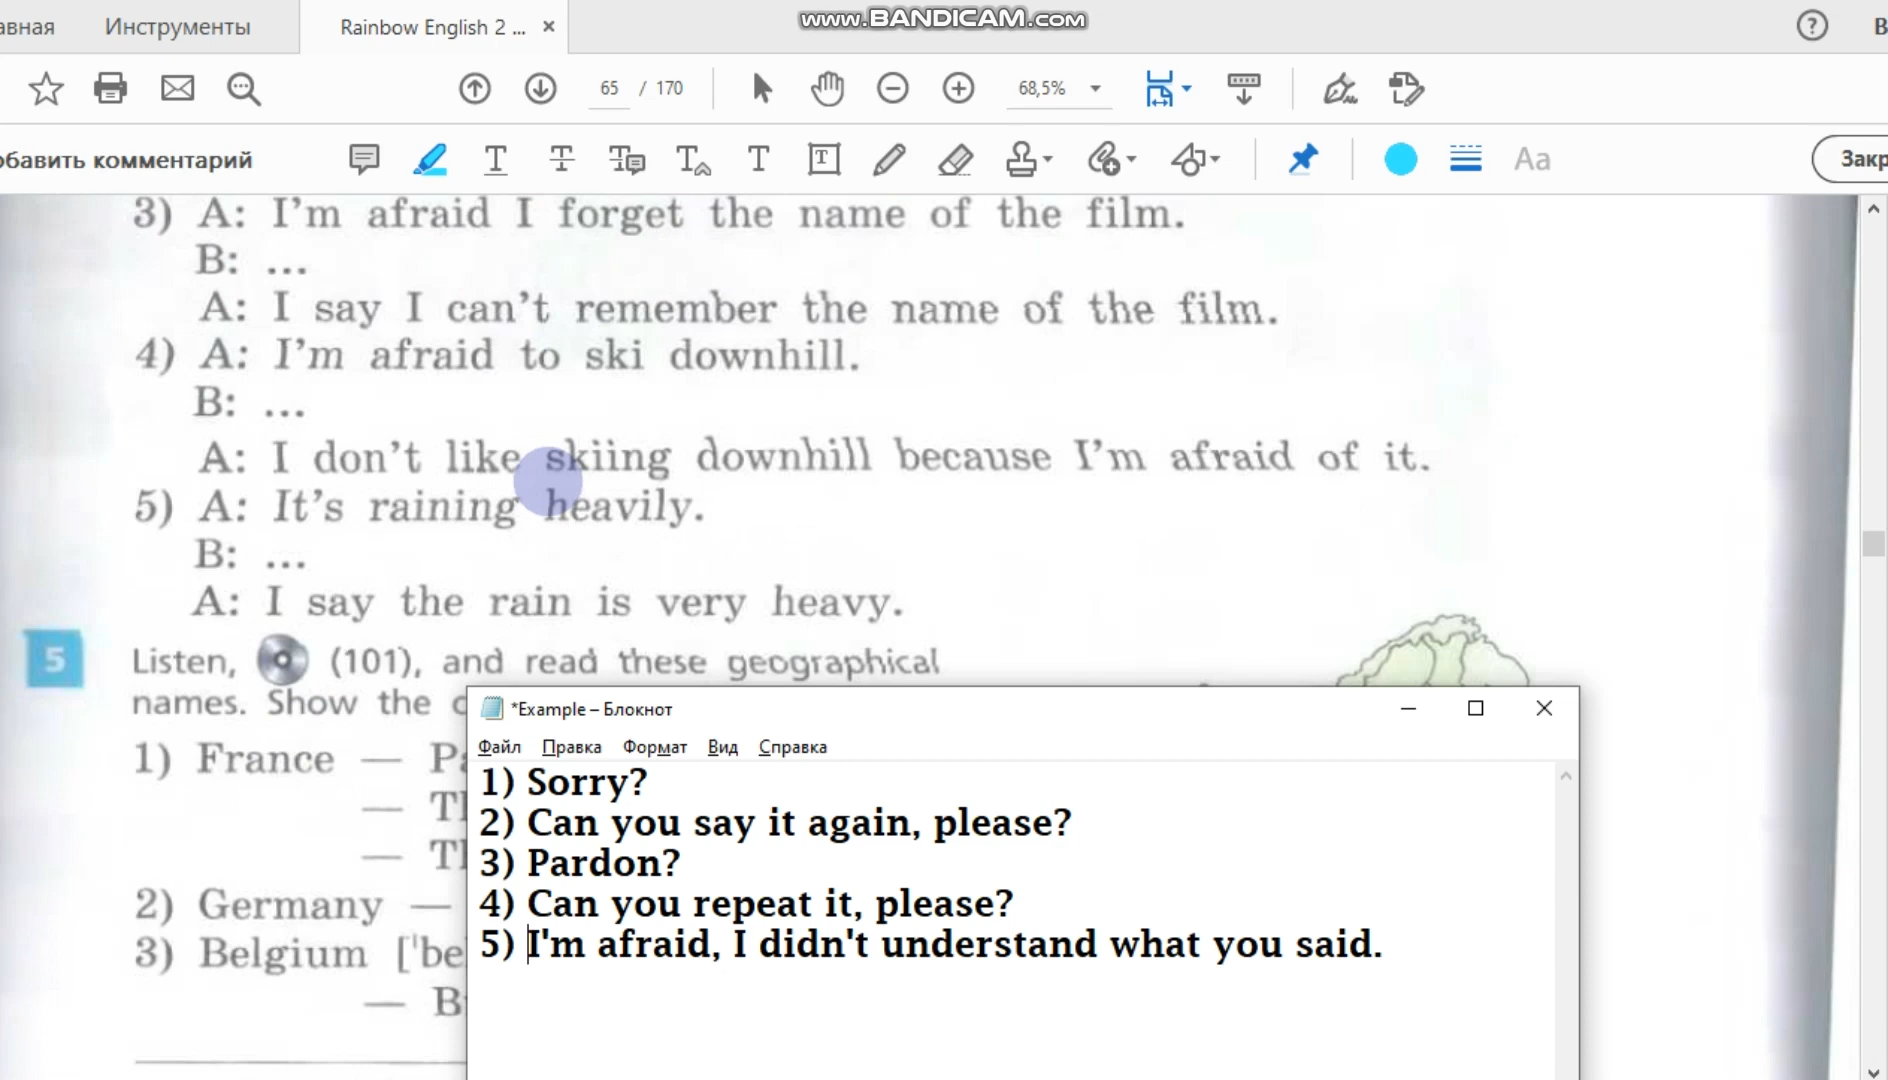 авная Инструменты Rainbow English 2 ... www.BANDICAM.com
65 / 170 68,5%
обавить комментарий Aa Закр
3) A: I'm afraid I forget the name of the film.
B: ...
A: I say I can't remember the name of the film.
4) A: I'm afraid to ski downhill.
B: ...
A: I don't like skiing downhill because I'm afraid of it.
5) A: It's raining heavily.
B: ...
A: I say the rain is very heavy.
5 Listen, (101), and read these geographical
names. Show the
1) France —
—
—
2) Germany —
3) Belgium
—
*Example – Блокнот
Файл Правка Формат Вид Справка
1) Sorry?
2) Can you say it again, please?
3) Pardon?
4) Can you repeat it, please?
5) I'm afraid, I didn't understand what you said.